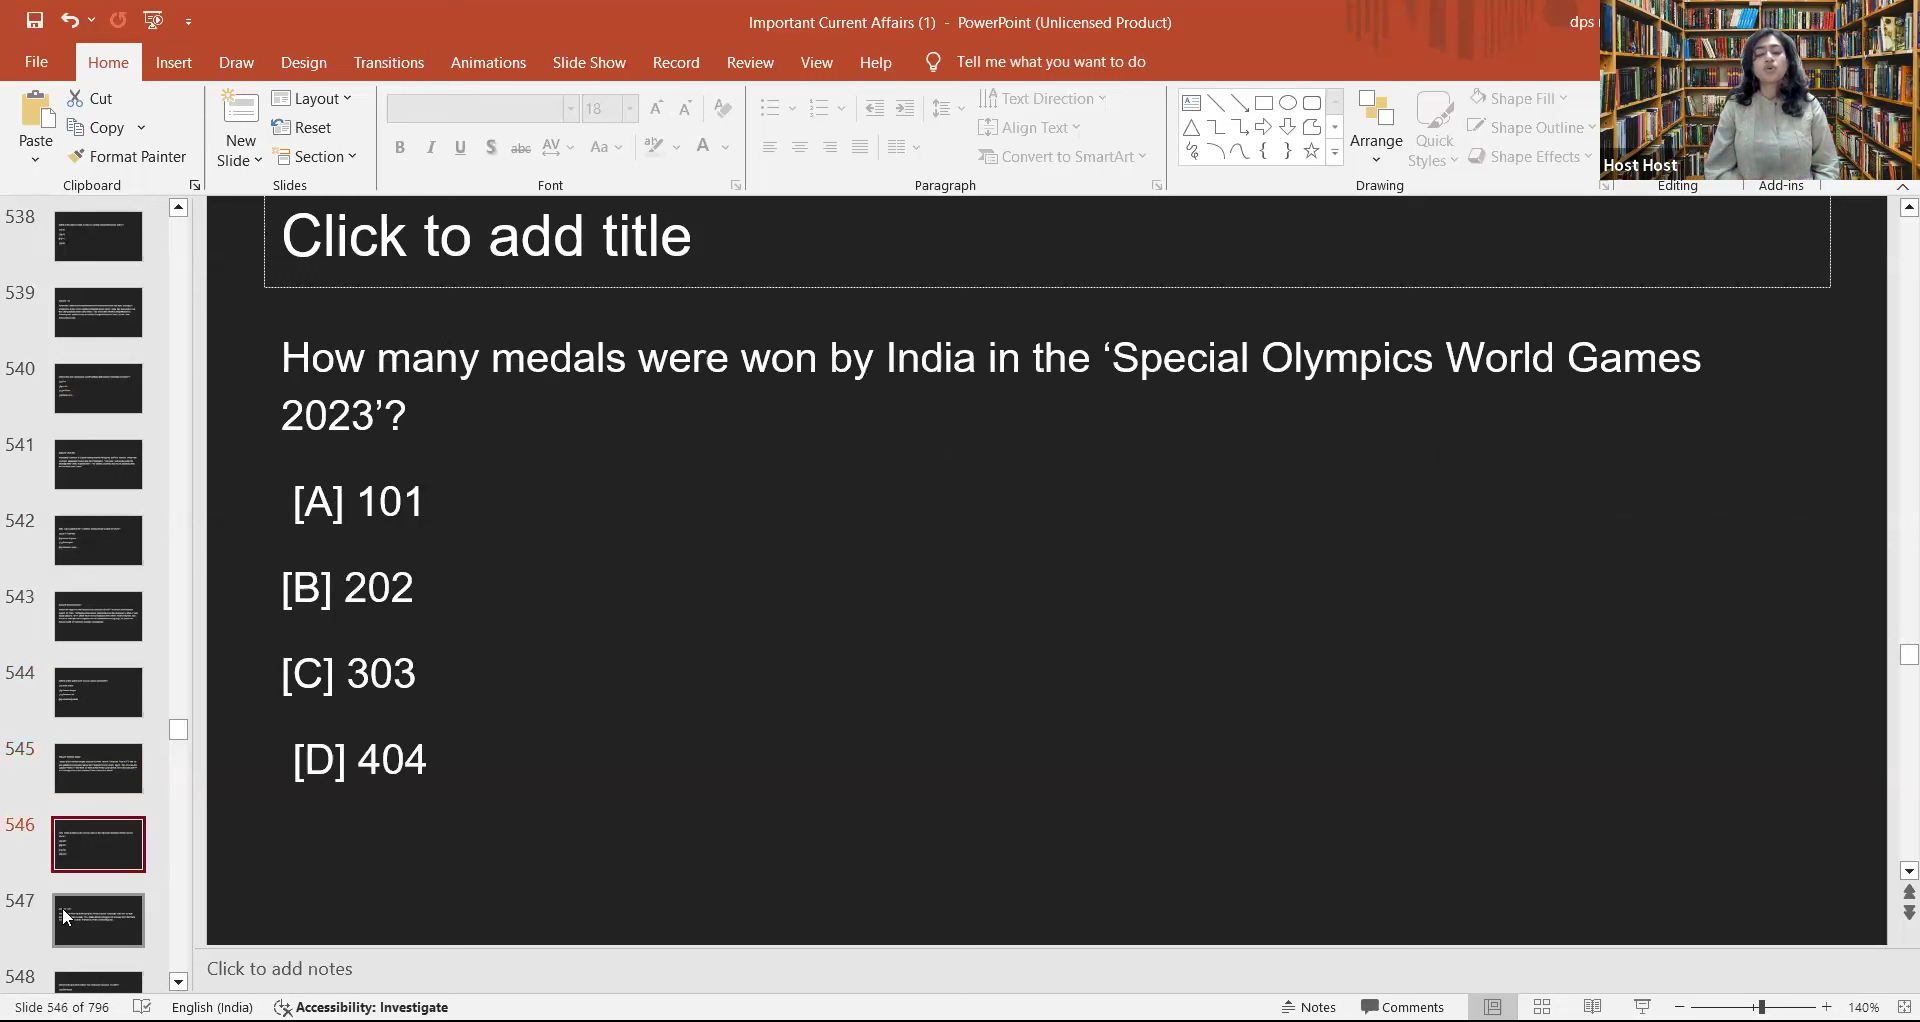 Important Current Affairs (1) - PowerPoint (Unlicensed Product)
dps
File Home Insert Draw Design Transitions Animations Slide Show Record Review View Help Tell me what you want to do
Paste
Cut
Copy
Format Painter
Clipboard
New
Slide
Layout
Reset
Section
Slides
18
B I U S abc AV Aa A
Font
Text Direction
Align Text
Convert to SmartArt
Paragraph
Arrange
Quick
Styles
Shape Fill
Shape Outline
Shape Effects
Drawing
Editing
Add-ins
Host Host
538
539
540
541
542
543
544
545
546
547
548
Click to add title
How many medals were won by India in the ‘Special Olympics World Games
2023’?
[A] 101
[B] 202
[C] 303
[D] 404
Click to add notes
Slide 546 of 796 English (India) Accessibility: Investigate Notes Comments 140%